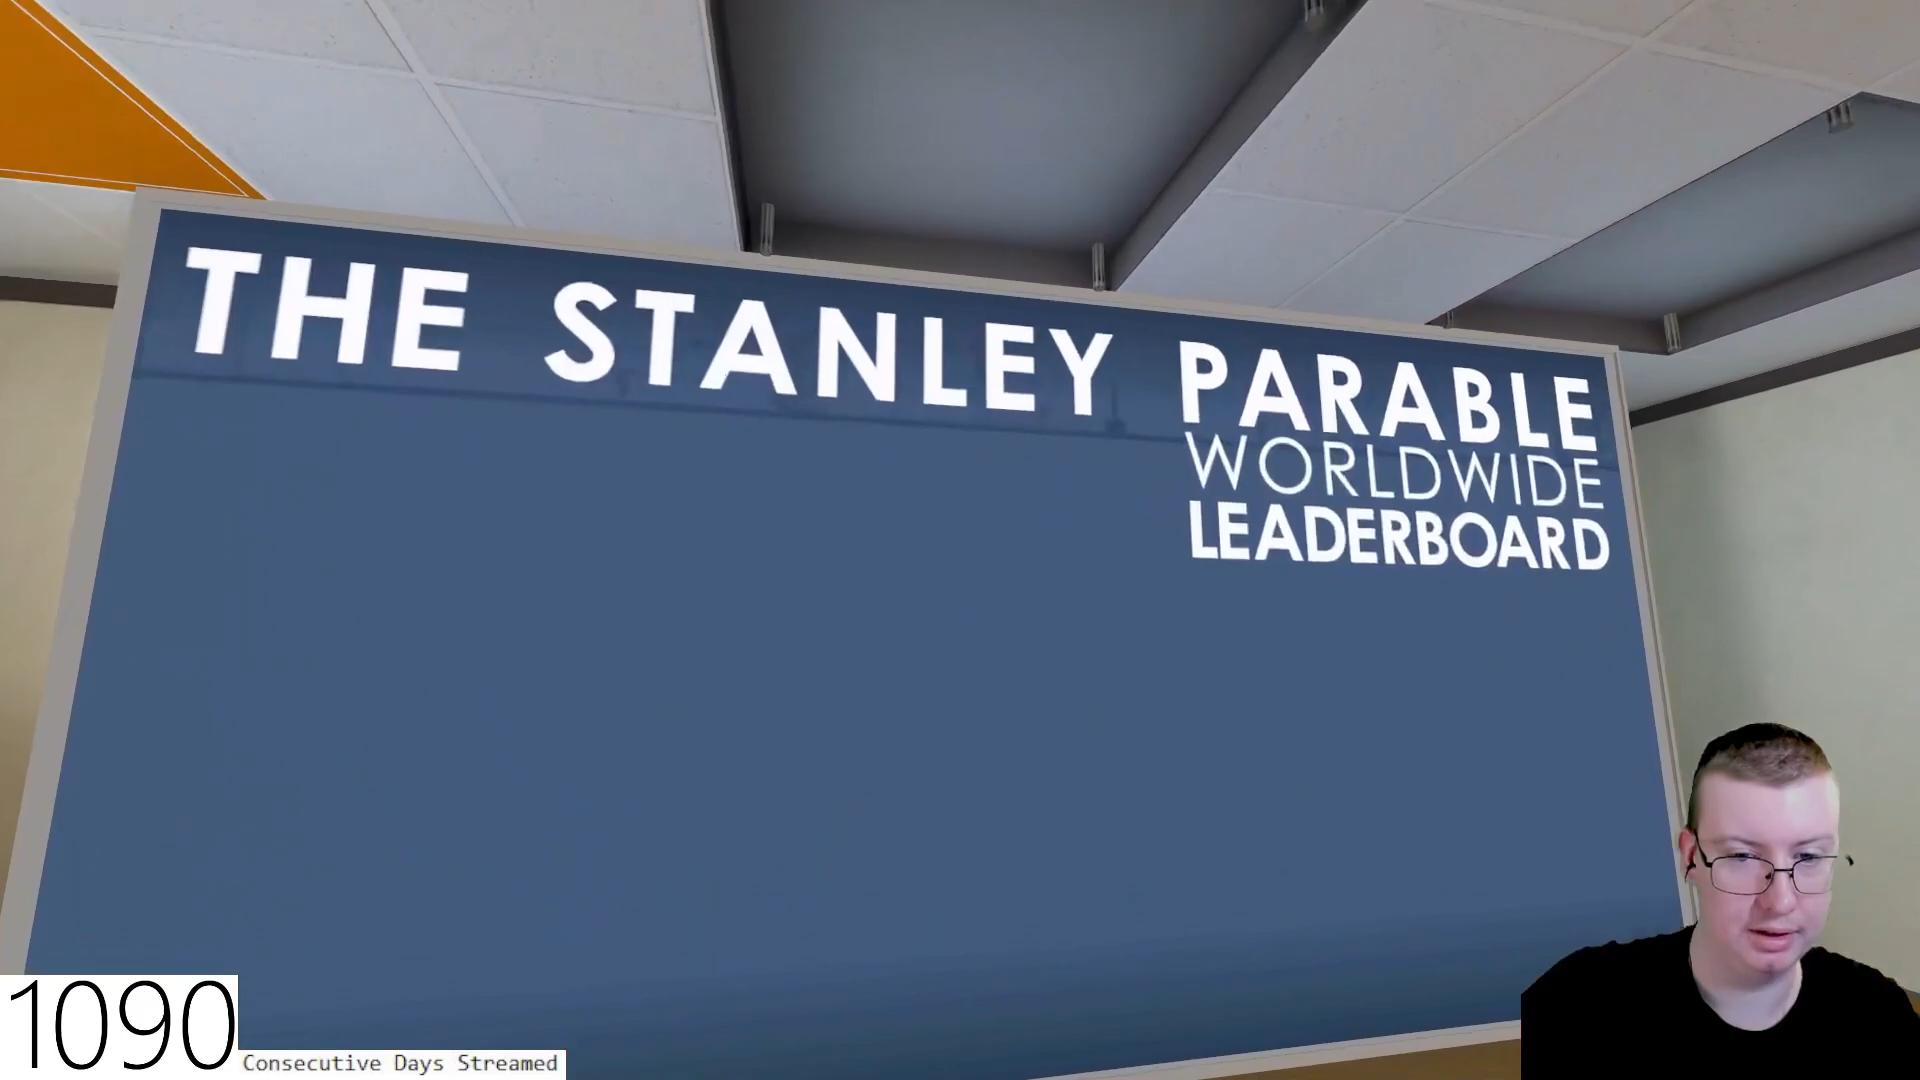 THE STANLEY PARABLE
WORLDWIDE
LEADERBOARD
1090
Consecutive Days Streamed